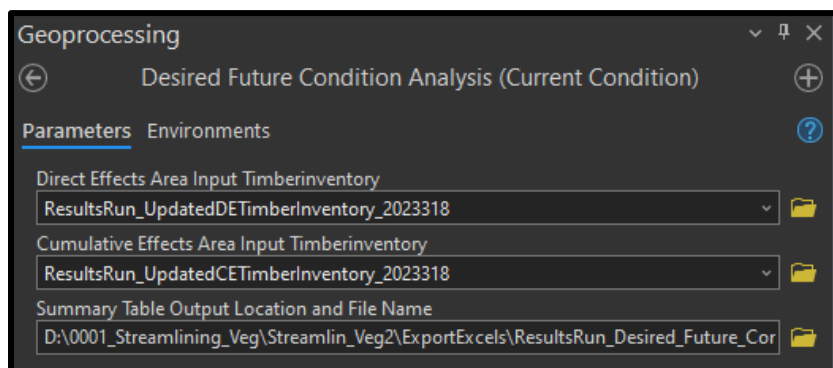 Geoprocessing
Desired Future Condition Analysis (Current Condition)
Parameters Environments
?
Direct Effects Area Input Timberinventory
ResultsRun_UpdatedDETimberInventory_2023318
Cumulative Effects Area Input Timberinventory
ResultsRun_UpdatedCETimberInventory_2023318
Summary Table Output Location and File Name
D:\0001_Streamlining_Veg\Streamlin_Veg2\ExportExcels\ResultsRun_Desired_Future_Cor